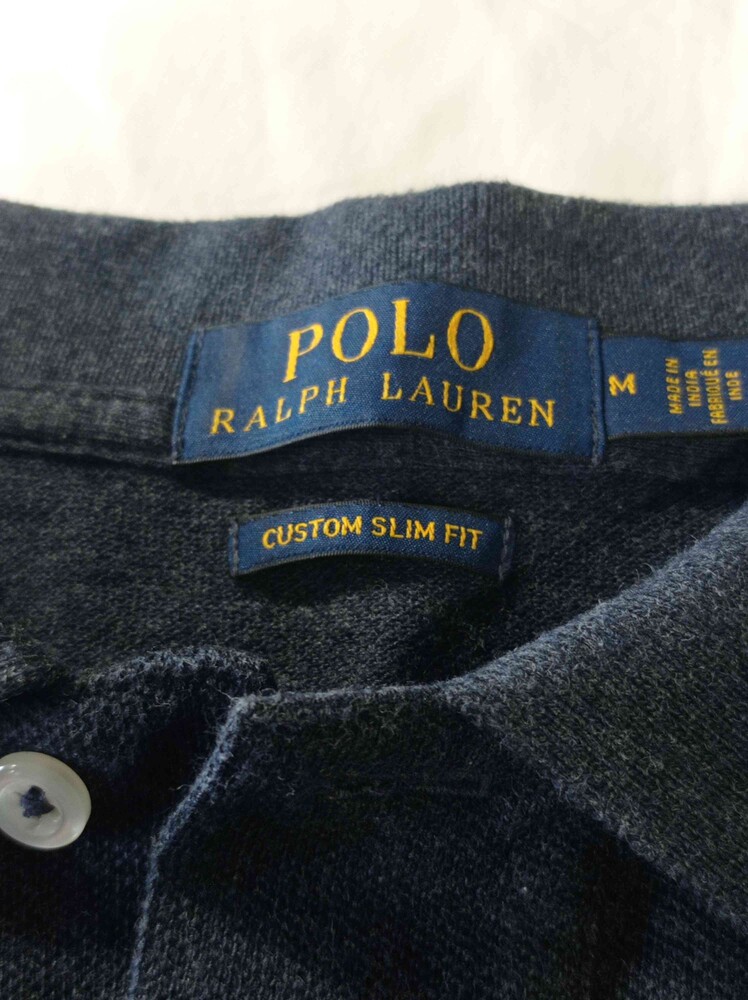 POLO
RALPH LAUREN
M
MADE IN
INDIA
FABRIQUÉ EN
INDE
CUSTOM SLIM FIT